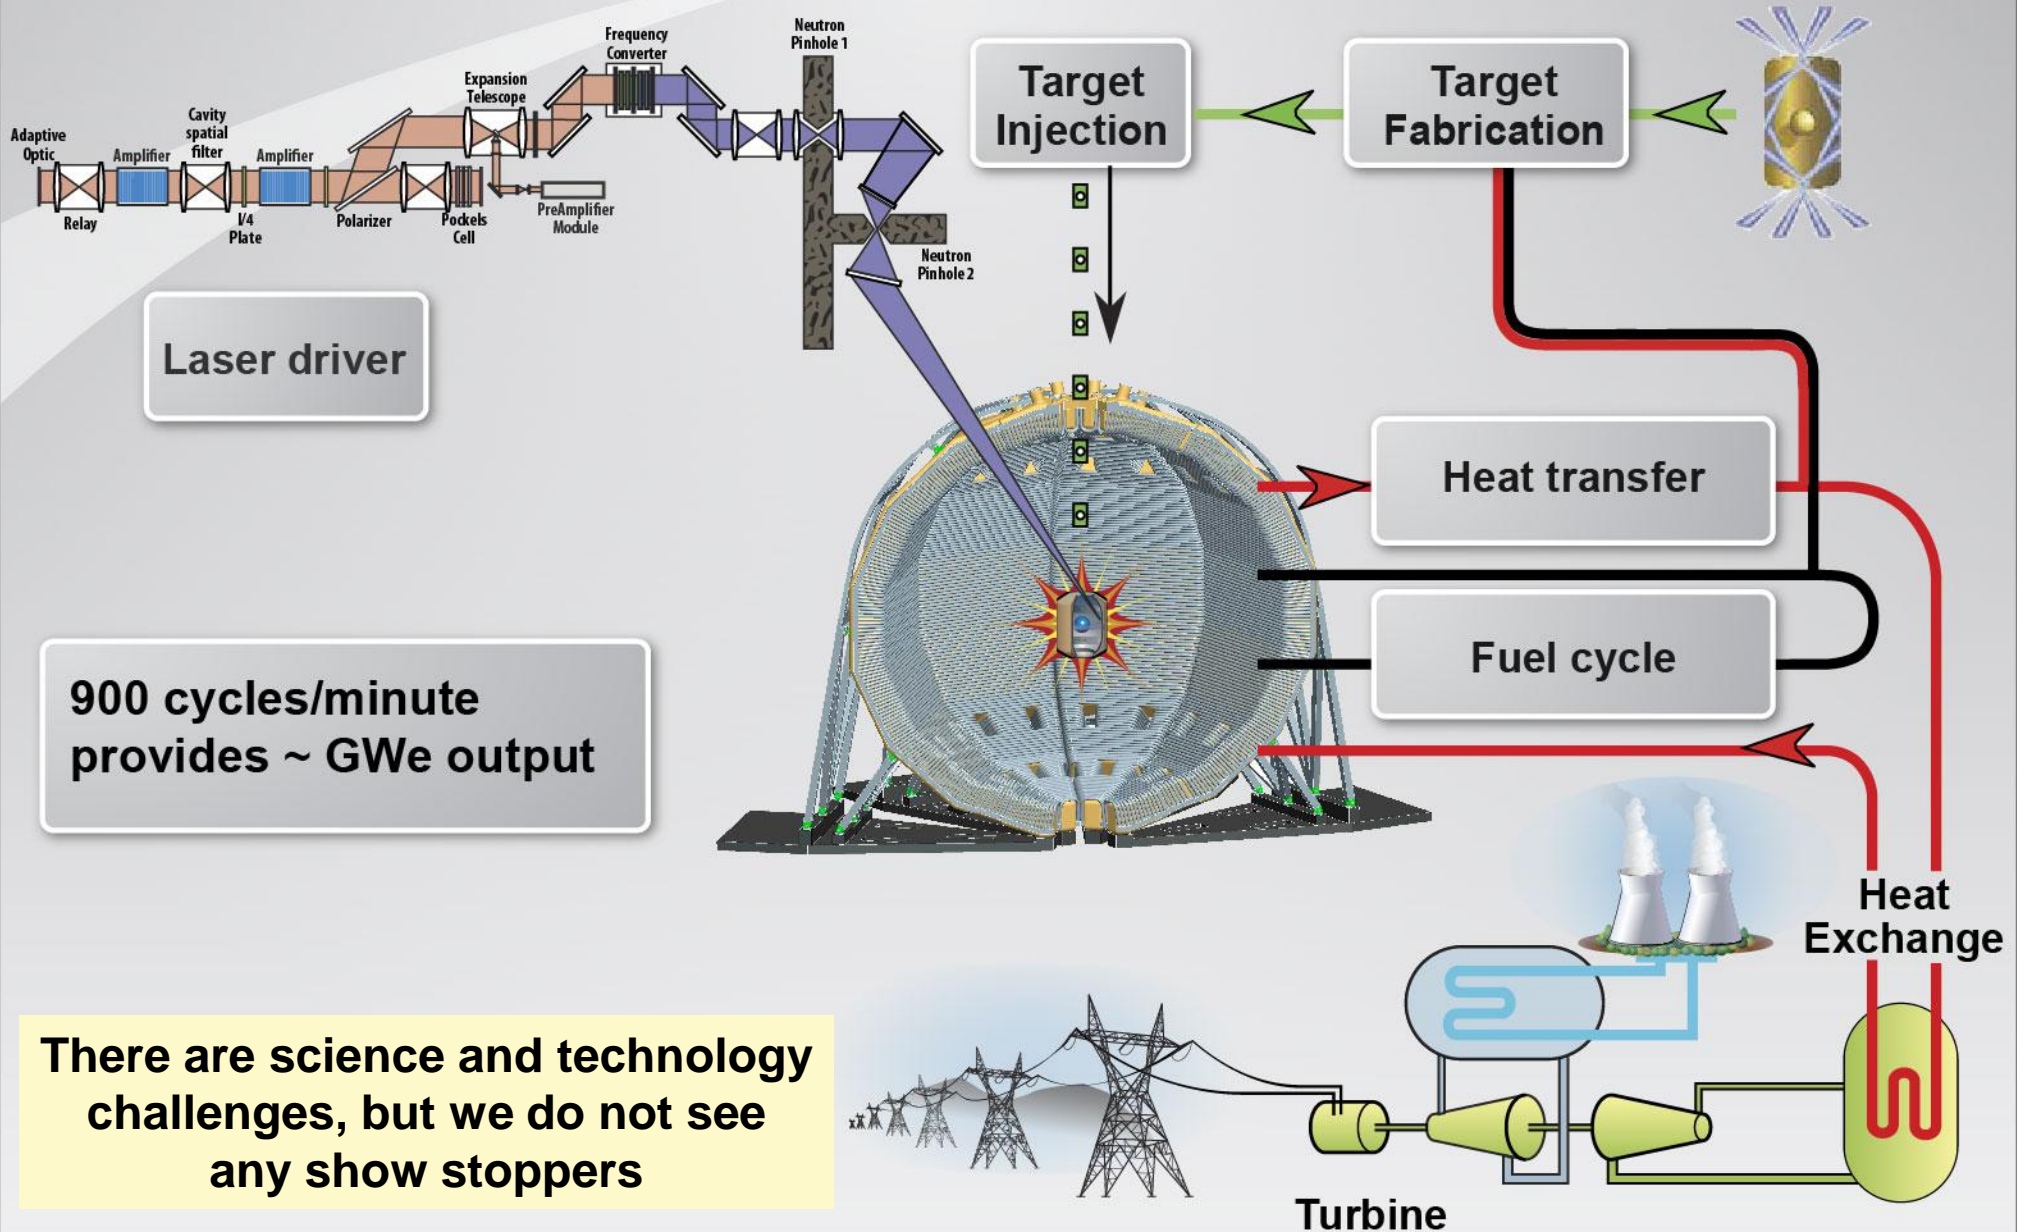 Adaptive
Optic
Relay
Amplifier
Cavity
spatial
filter
l/4
Plate
Amplifier
Polarizer
Pockels
Cell
Expansion
Telescope
PreAmplifier
Module
Frequency
Converter
Neutron
Pinhole 1
Neutron
Pinhole 2
Target
Injection
Target
Fabrication
Laser driver
Heat transfer
Fuel cycle
900 cycles/minute
provides ~ GWe output
Heat
Exchange
There are science and technology
challenges, but we do not see
any show stoppers
Turbine